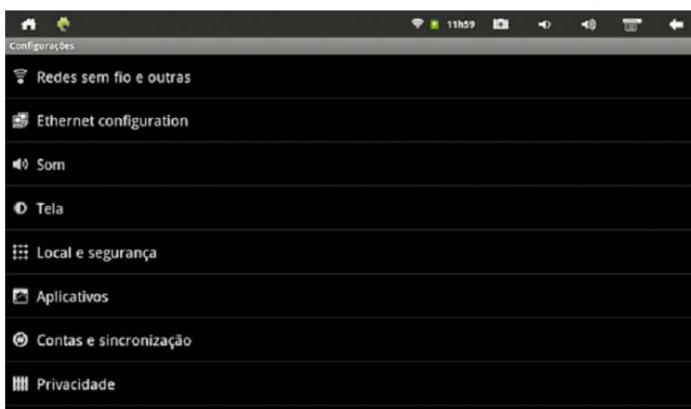 11h59
Configurações
Redes sem fio e outras
Ethernet configuration
Som
Tela
Local e segurança
Aplicativos
Contas e sincronização
Privacidade